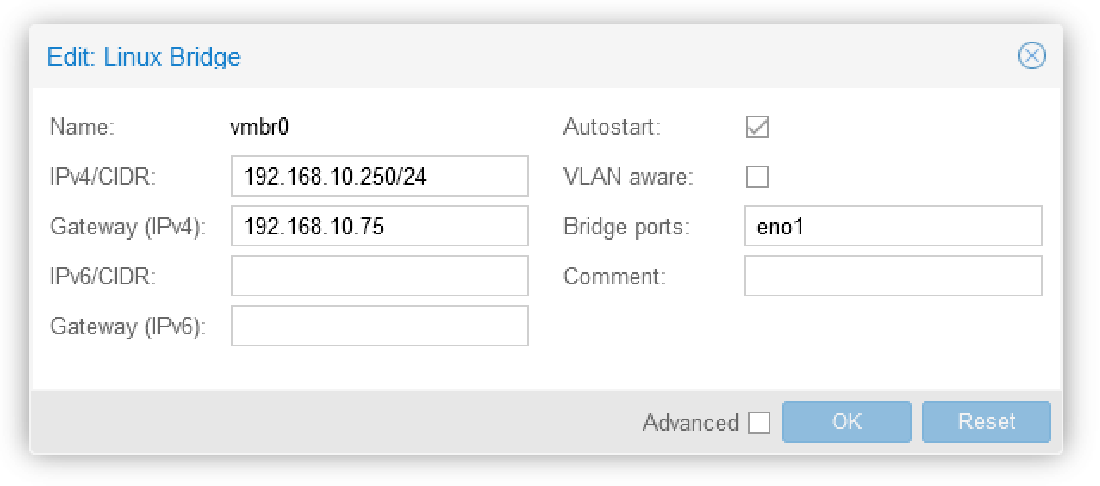 Edit: Linux Bridge
Name: vmbr0
IPv4/CIDR: 192.168.10.250/24
Gateway (IPv4): 192.168.10.75
IPv6/CIDR:
Gateway (IPv6):
Autostart:
VLAN aware:
Bridge ports: eno1
Comment:
Advanced OK Reset